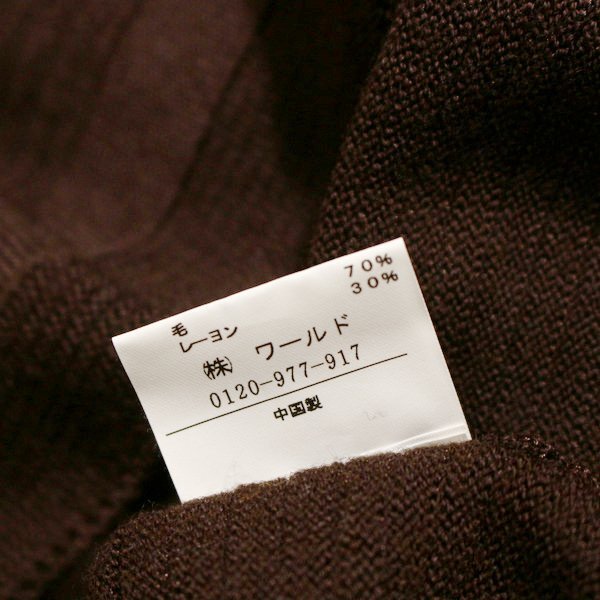 毛 70%
レーヨン 30%
㈱ ワールド
0120-977-917
中国製